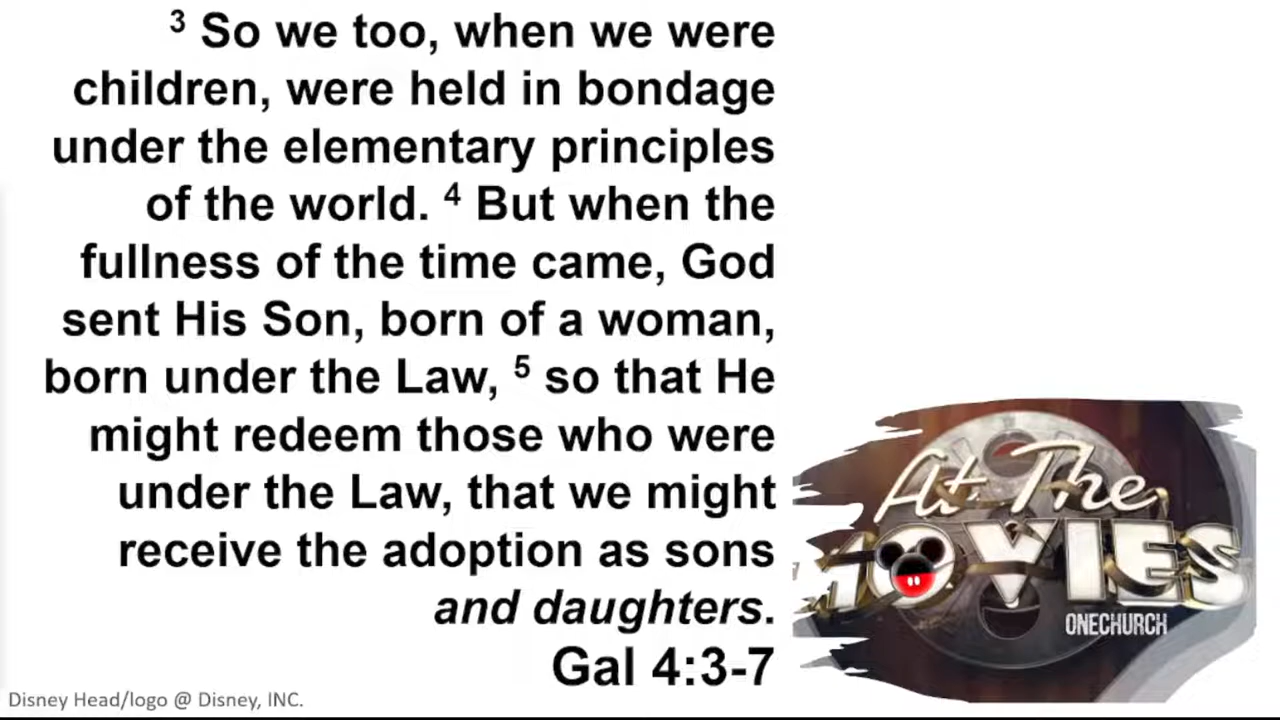 ³ So we too, when we were
children, were held in bondage
under the elementary principles
of the world. ⁴ But when the
fullness of the time came, God
sent His Son, born of a woman,
born under the Law, ⁵ so that He
might redeem those who were
under the Law, that we might
receive the adoption as sons
and daughters.
Gal 4:3-7
At The
MOVIES
ONECHURCH
Disney Head/logo @ Disney, INC.